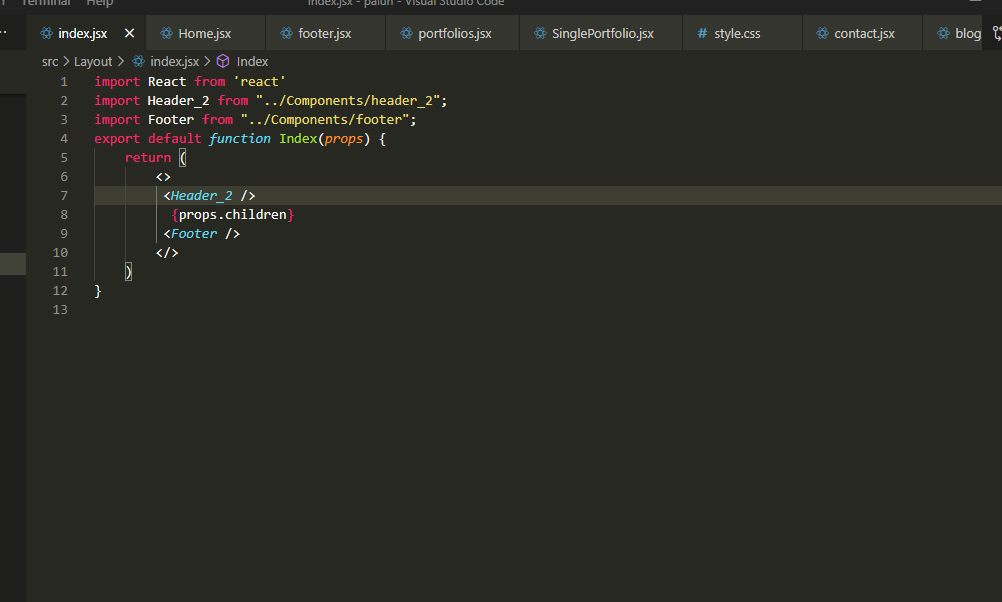 Terminal Help index.jsx - palun - Visual Studio Code
index.jsx Home.jsx footer.jsx portfolios.jsx SinglePortfolio.jsx # style.css contact.jsx blog
src > Layout > index.jsx > Index
1 import React from 'react'
2 import Header_2 from "../Components/header_2";
3 import Footer from "../Components/footer";
4 export default function Index(props) {
5 return (
6 <>
7 <Header_2 />
8 {props.children}
9 <Footer />
10 </>
11 )
12 }
13